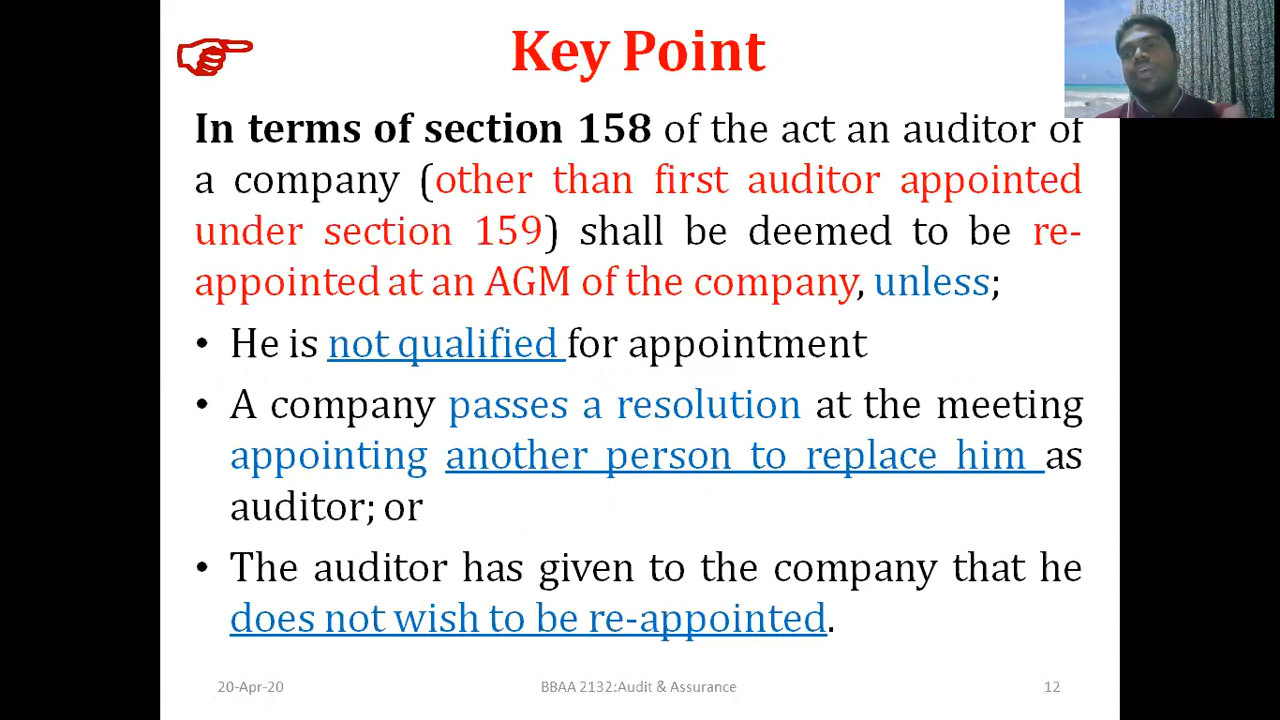 Key Point
In terms of section 158 of the act an auditor of
a company (other than first auditor appointed
under section 159) shall be deemed to be re-
appointed at an AGM of the company, unless;
• He is not qualified for appointment
• A company passes a resolution at the meeting
appointing another person to replace him as
auditor; or
• The auditor has given to the company that he
does not wish to be re-appointed.
20-Apr-20 BBAA 2132:Audit & Assurance 12